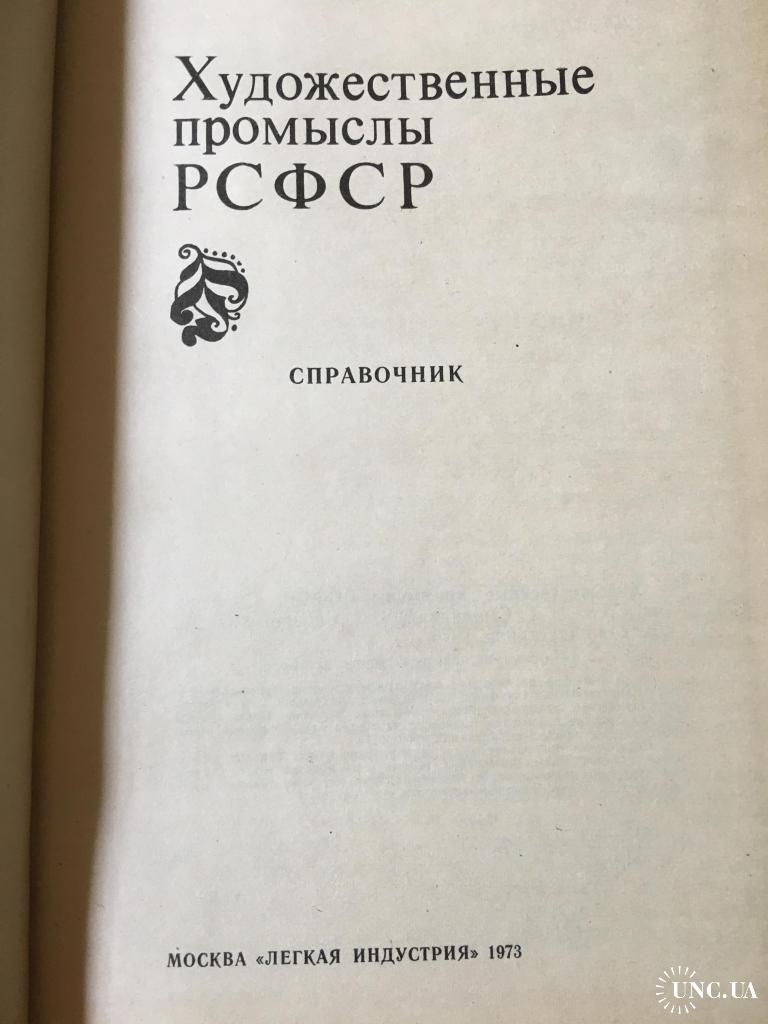 Художественные
промыслы
РСФСР
СПРАВОЧНИК
МОСКВА «ЛЕГКАЯ ИНДУСТРИЯ» 1973
UNC.UA